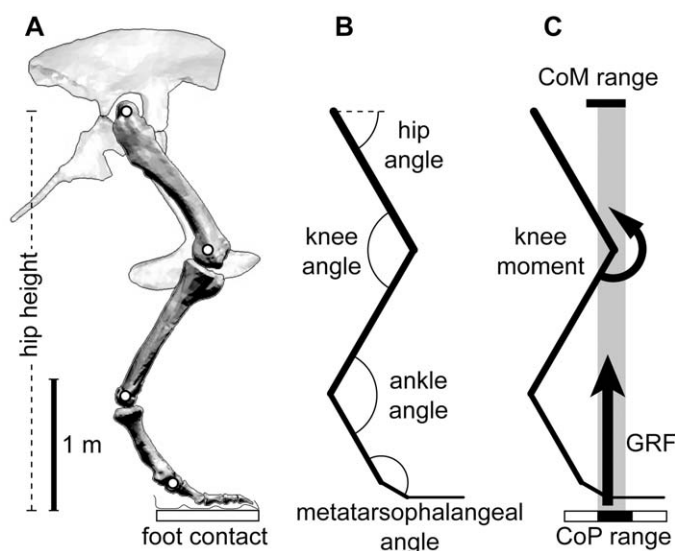 A
hip height
1 m
foot contact
B
hip
angle
knee
angle
ankle
angle
metatarsophalangeal
angle
C
CoM range
knee
moment
GRF
CoP range